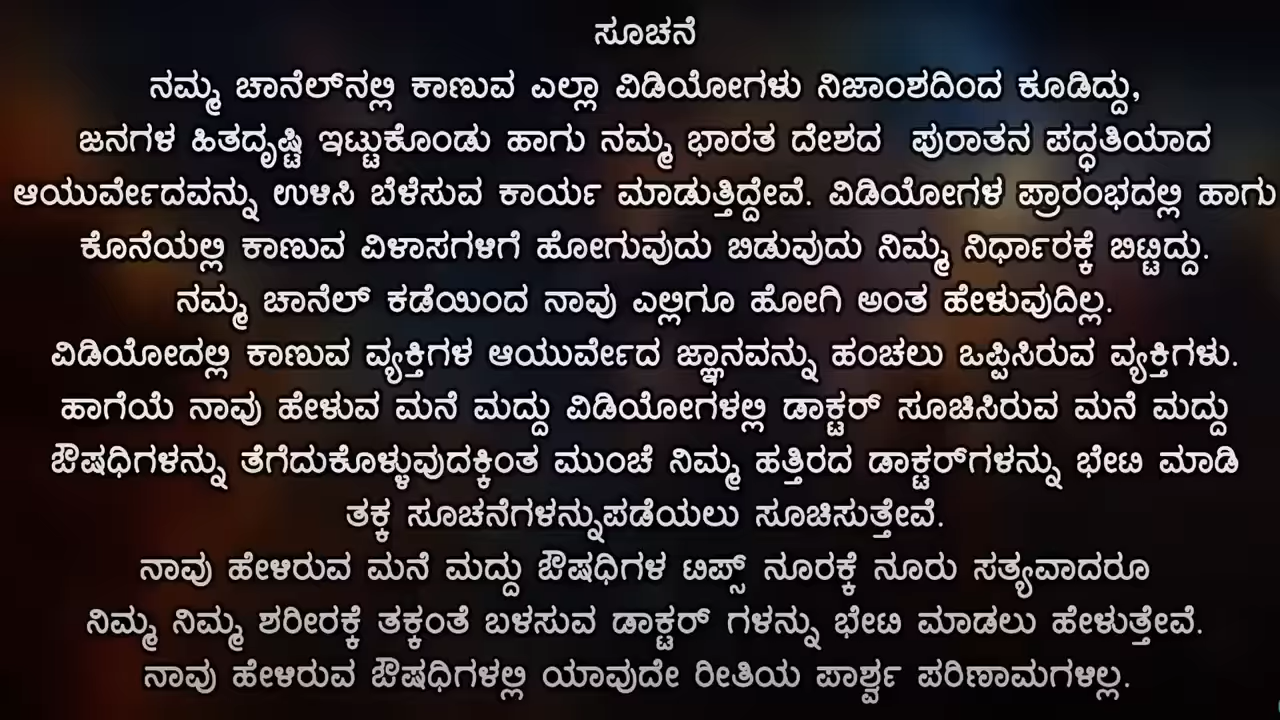 ಸೂಚನೆ
ನಮ್ಮ ಚಾನೆಲ್‌ನಲ್ಲಿ ಕಾಣುವ ಎಲ್ಲಾ ವಿಡಿಯೋಗಳು ನಿಜಾಂಶದಿಂದ ಕೂಡಿದ್ದು,
ಜನಗಳ ಹಿತದೃಷ್ಟಿ ಇಟ್ಟುಕೊಂಡು ಹಾಗು ನಮ್ಮ ಭಾರತ ದೇಶದ ಪುರಾತನ ಪದ್ಧತಿಯಾದ
ಆಯುರ್ವೇದವನ್ನು ಉಳಿಸಿ ಬೆಳೆಸುವ ಕಾರ್ಯ ಮಾಡುತ್ತಿದ್ದೇವೆ. ವಿಡಿಯೋಗಳ ಪ್ರಾರಂಭದಲ್ಲಿ ಹಾಗು
ಕೊನೆಯಲ್ಲಿ ಕಾಣುವ ವಿಳಾಸಗಳಿಗೆ ಹೋಗುವುದು ಬಿಡುವುದು ನಿಮ್ಮ ನಿರ್ಧಾರಕ್ಕೆ ಬಿಟ್ಟಿದ್ದು.
ನಮ್ಮ ಚಾನೆಲ್ ಕಡೆಯಿಂದ ನಾವು ಎಲ್ಲಿಗೂ ಹೋಗಿ ಅಂತ ಹೇಳುವುದಿಲ್ಲ.
ವಿಡಿಯೋದಲ್ಲಿ ಕಾಣುವ ವ್ಯಕ್ತಿಗಳ ಆಯುರ್ವೇದ ಜ್ಞಾನವನ್ನು ಹಂಚಲು ಒಪ್ಪಿಸಿರುವ ವ್ಯಕ್ತಿಗಳು.
ಹಾಗೆಯೆ ನಾವು ಹೇಳುವ ಮನೆ ಮದ್ದು ವಿಡಿಯೋಗಳಲ್ಲಿ ಡಾಕ್ಟರ್ ಸೂಚಿಸಿರುವ ಮನೆ ಮದ್ದು
ಔಷಧಿಗಳನ್ನು ತೆಗೆದುಕೊಳ್ಳುವುದಕ್ಕಿಂತ ಮುಂಚೆ ನಿಮ್ಮ ಹತ್ತಿರದ ಡಾಕ್ಟರ್‌ಗಳನ್ನು ಭೇಟಿ ಮಾಡಿ
ತಕ್ಕ ಸೂಚನೆಗಳನ್ನುಪಡೆಯಲು ಸೂಚಿಸುತ್ತೇವೆ.
ನಾವು ಹೇಳಿರುವ ಮನೆ ಮದ್ದು ಔಷಧಿಗಳ ಟಿಪ್ಸ್ ನೂರಕ್ಕೆ ನೂರು ಸತ್ಯವಾದರೂ
ನಿಮ್ಮ ನಿಮ್ಮ ಶರೀರಕ್ಕೆ ತಕ್ಕಂತೆ ಬಳಸುವ ಡಾಕ್ಟರ್ ಗಳನ್ನು ಭೇಟಿ ಮಾಡಲು ಹೇಳುತ್ತೇವೆ.
ನಾವು ಹೇಳಿರುವ ಔಷಧಿಗಳಲ್ಲಿ ಯಾವುದೇ ರೀತಿಯ ಪಾರ್ಶ್ವ ಪರಿಣಾಮಗಳಿಲ್ಲ.